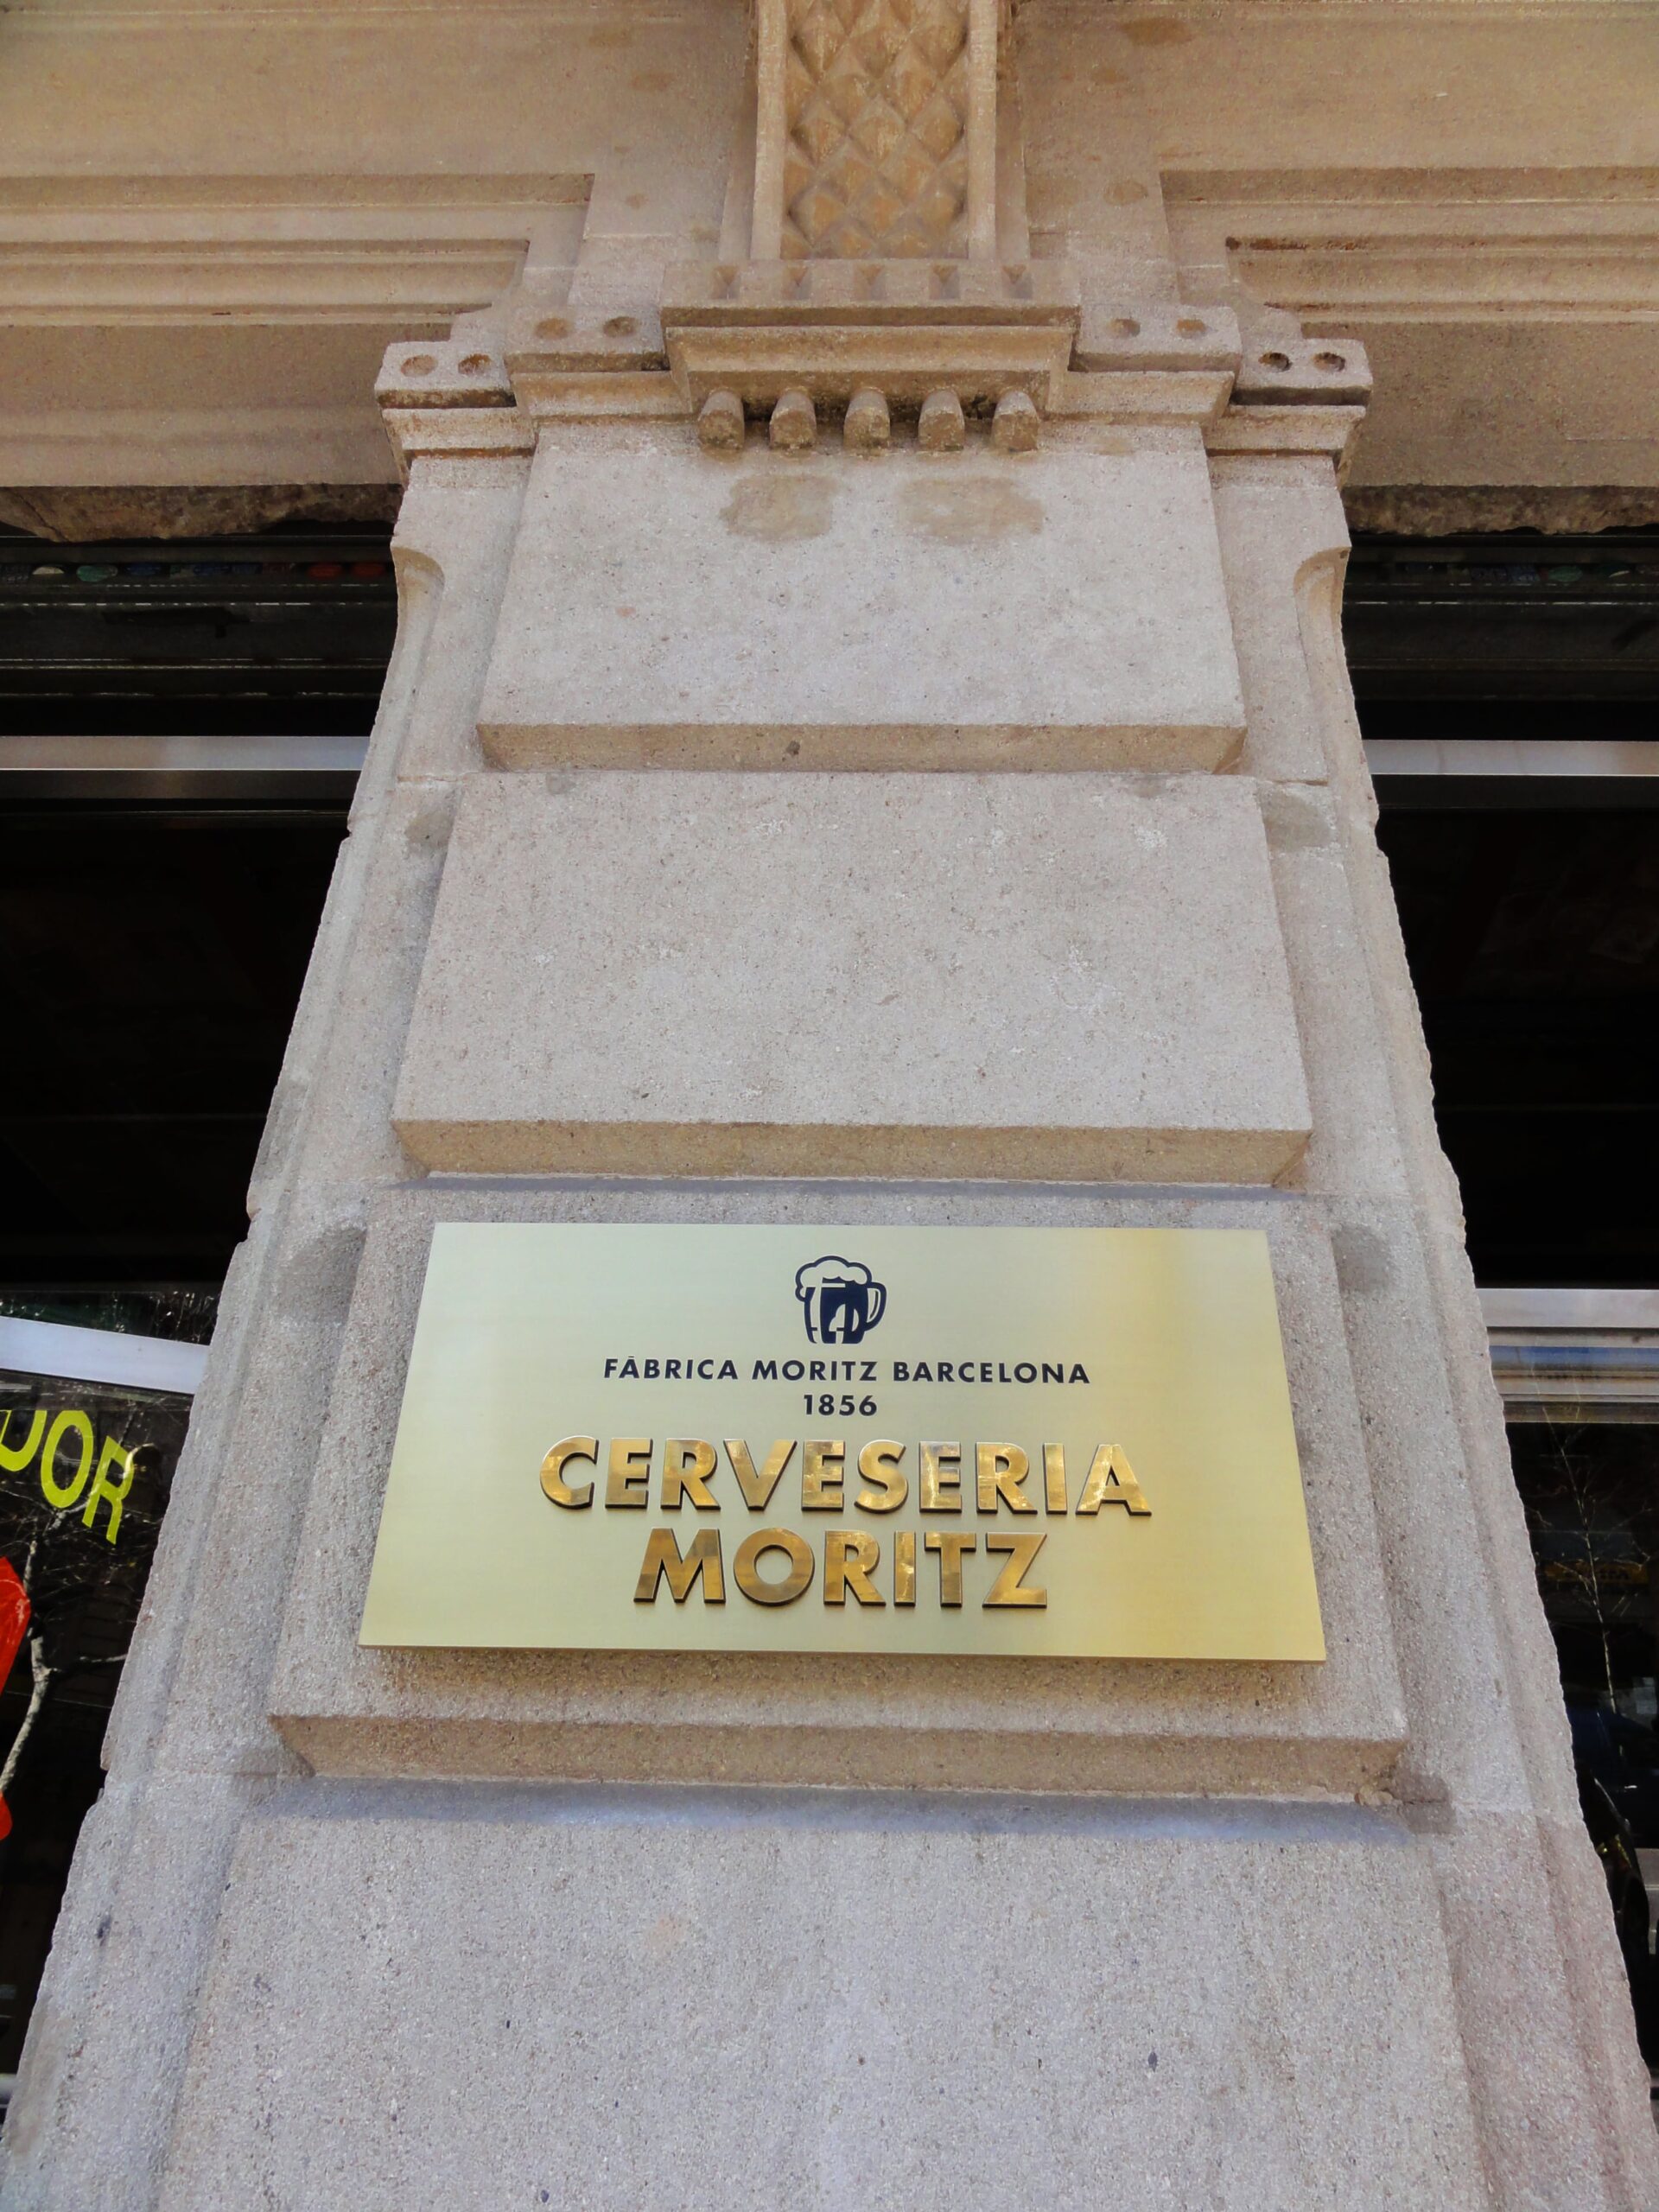 FÀBRICA MORITZ BARCELONA
1856
CERVESERIA
MORITZ